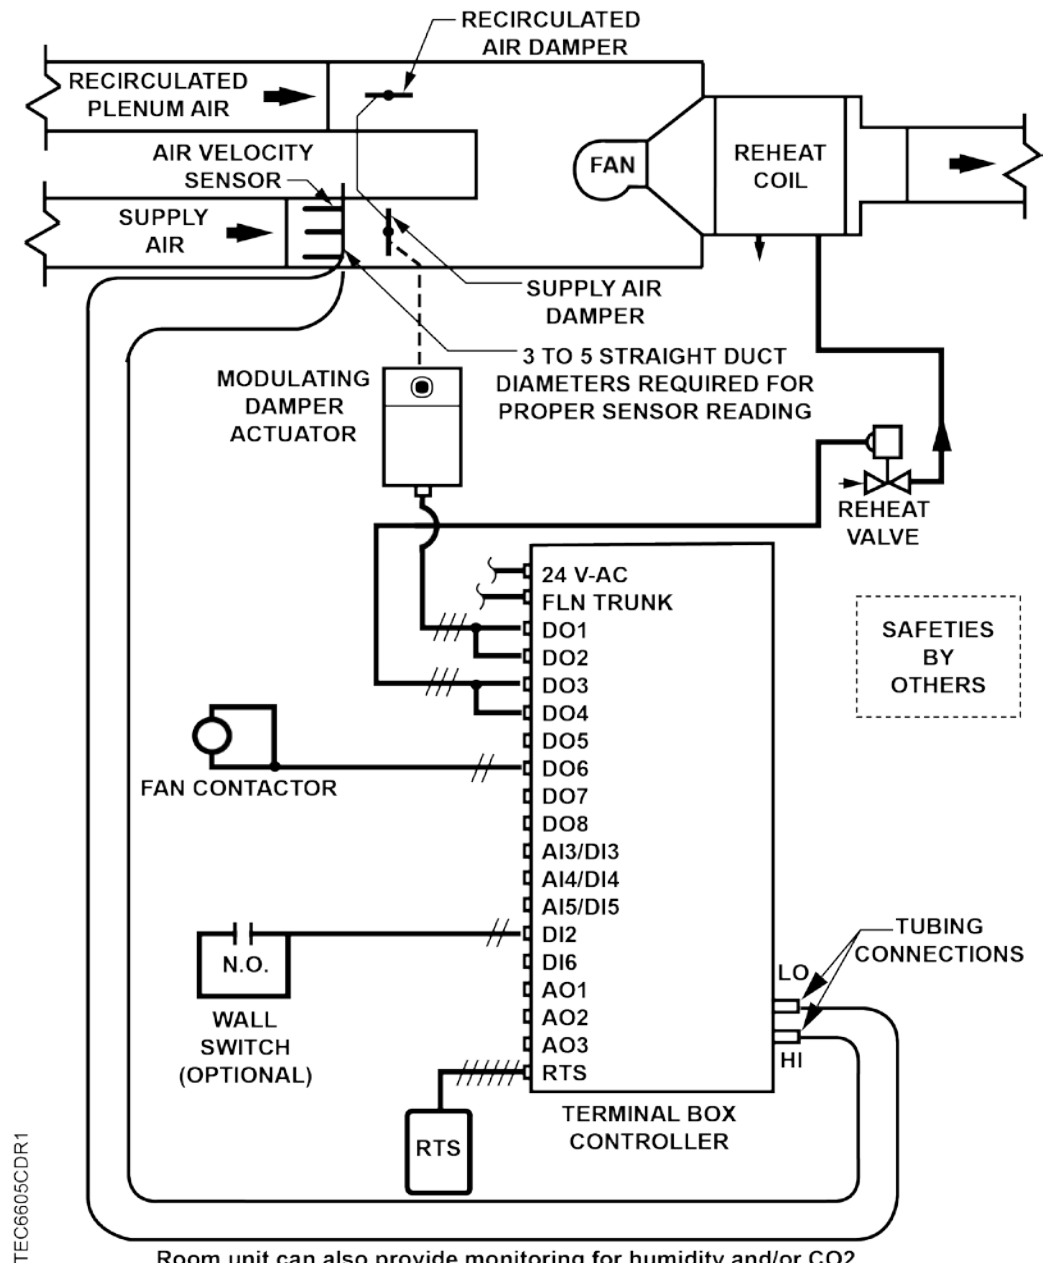 RECIRCULATED
AIR DAMPER
RECIRCULATED
PLENUM AIR
AIR VELOCITY
SENSOR
FAN
REHEAT
COIL
SUPPLY
AIR
SUPPLY AIR
DAMPER
3 TO 5 STRAIGHT DUCT
DIAMETERS REQUIRED FOR
PROPER SENSOR READING
MODULATING
DAMPER
ACTUATOR
REHEAT
VALVE
24 V-AC
FLN TRUNK
DO1
DO2
DO3
DO4
DO5
DO6
DO7
DO8
AI3/DI3
AI4/DI4
AI5/DI5
DI2
DI6
AO1
AO2
AO3
RTS
SAFETIES
BY
OTHERS
FAN CONTACTOR
N.O.
WALL
SWITCH
(OPTIONAL)
TUBING
CONNECTIONS
LO
HI
TERMINAL BOX
CONTROLLER
RTS
TEC6605CDR1
Room unit can also provide monitoring for humidity and/or CO2